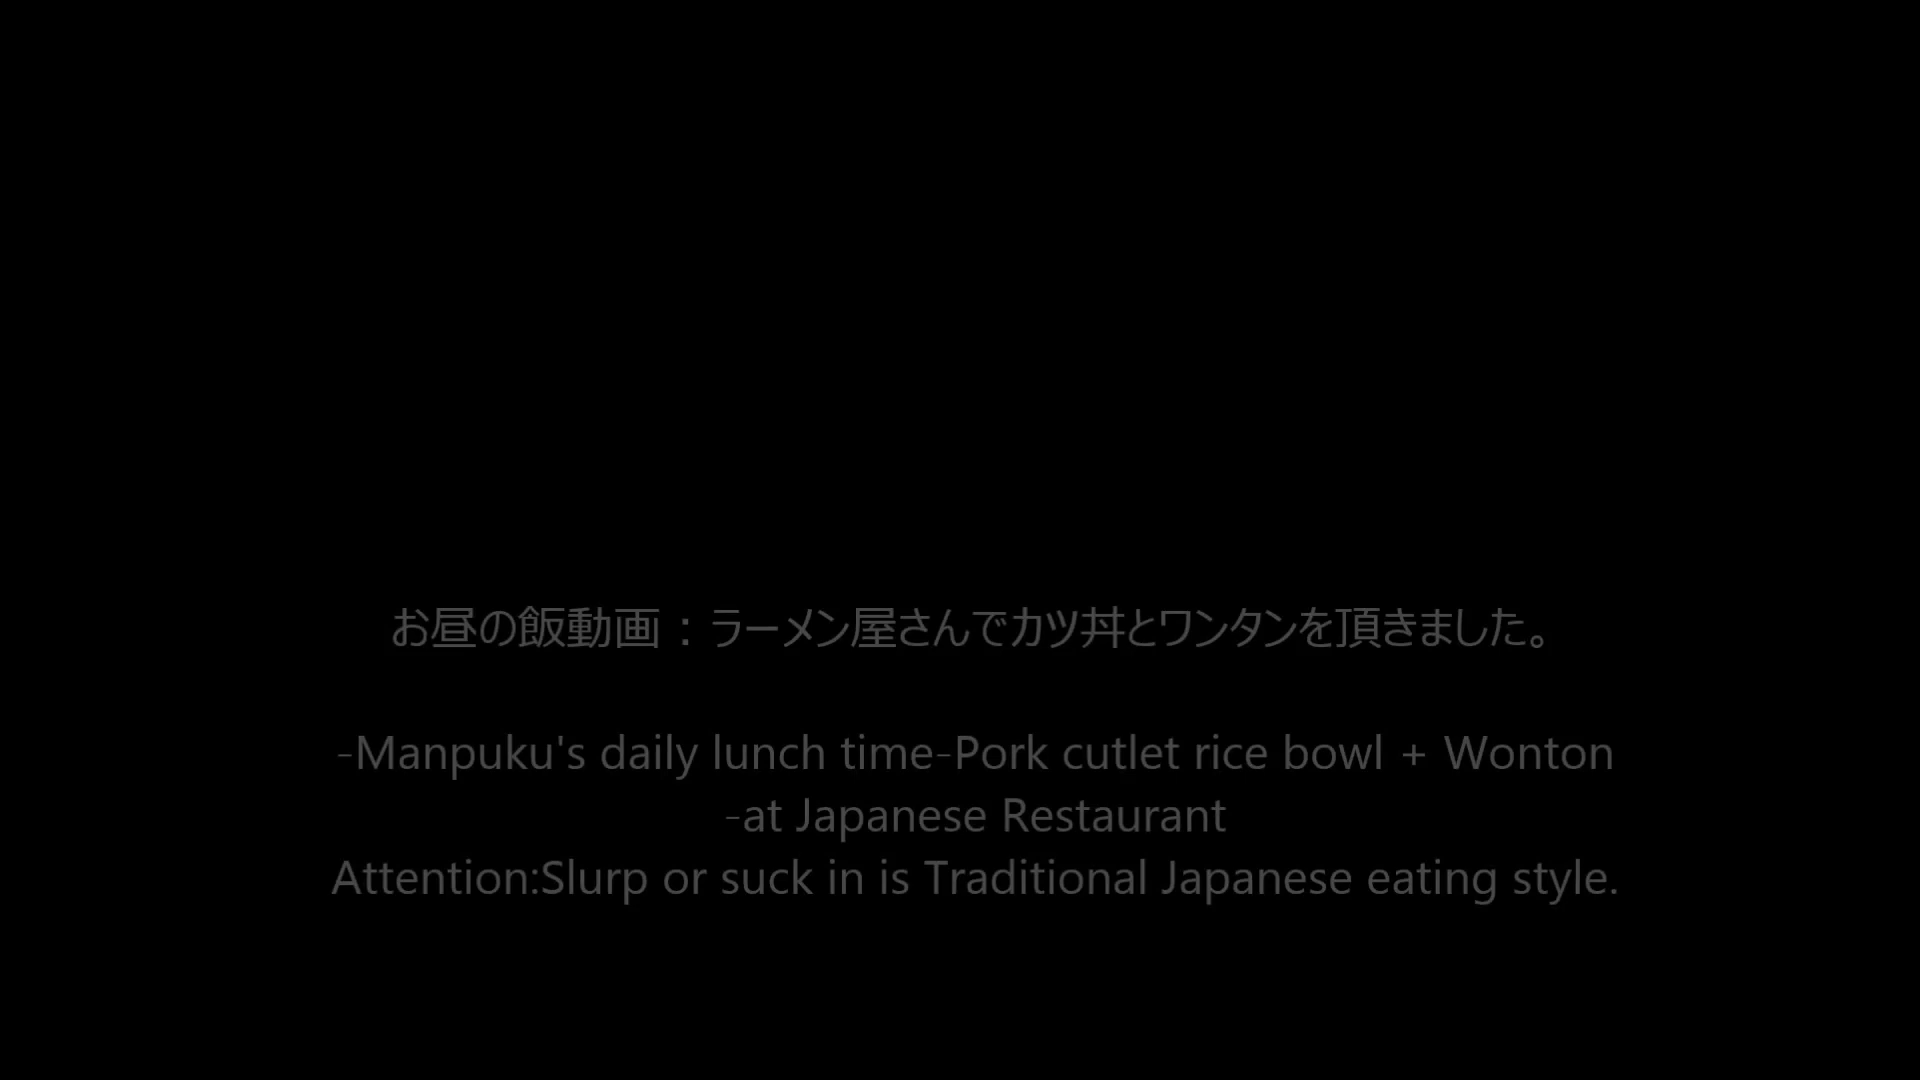 お昼の飯動画：ラーメン屋さんでカツ丼とワンタンを頂きました。
-Manpuku's daily lunch time-Pork cutlet rice bowl + Wonton
-at Japanese Restaurant
Attention:Slurp or suck in is Traditional Japanese eating style.